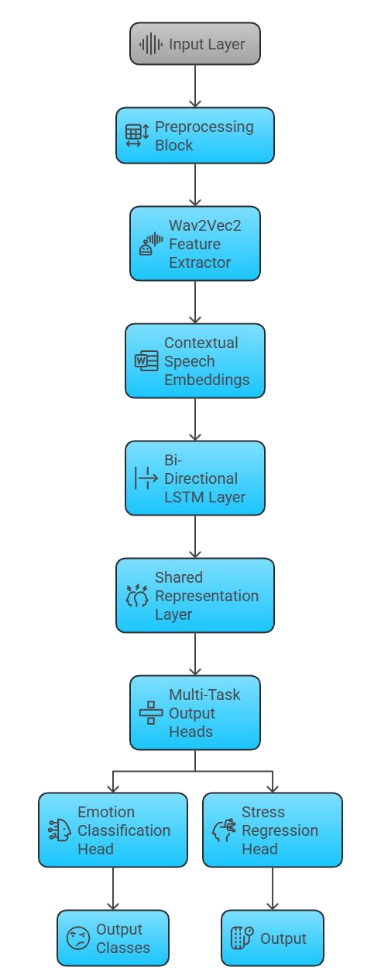 Input Layer
Preprocessing
Block
Wav2Vec2
Feature
Extractor
Contextual
Speech
Embeddings
Bi-
Directional
LSTM Layer
Shared
Representation
Layer
Multi-Task
Output
Heads
Emotion
Classification
Head
Stress
Regression
Head
Output
Classes
Output